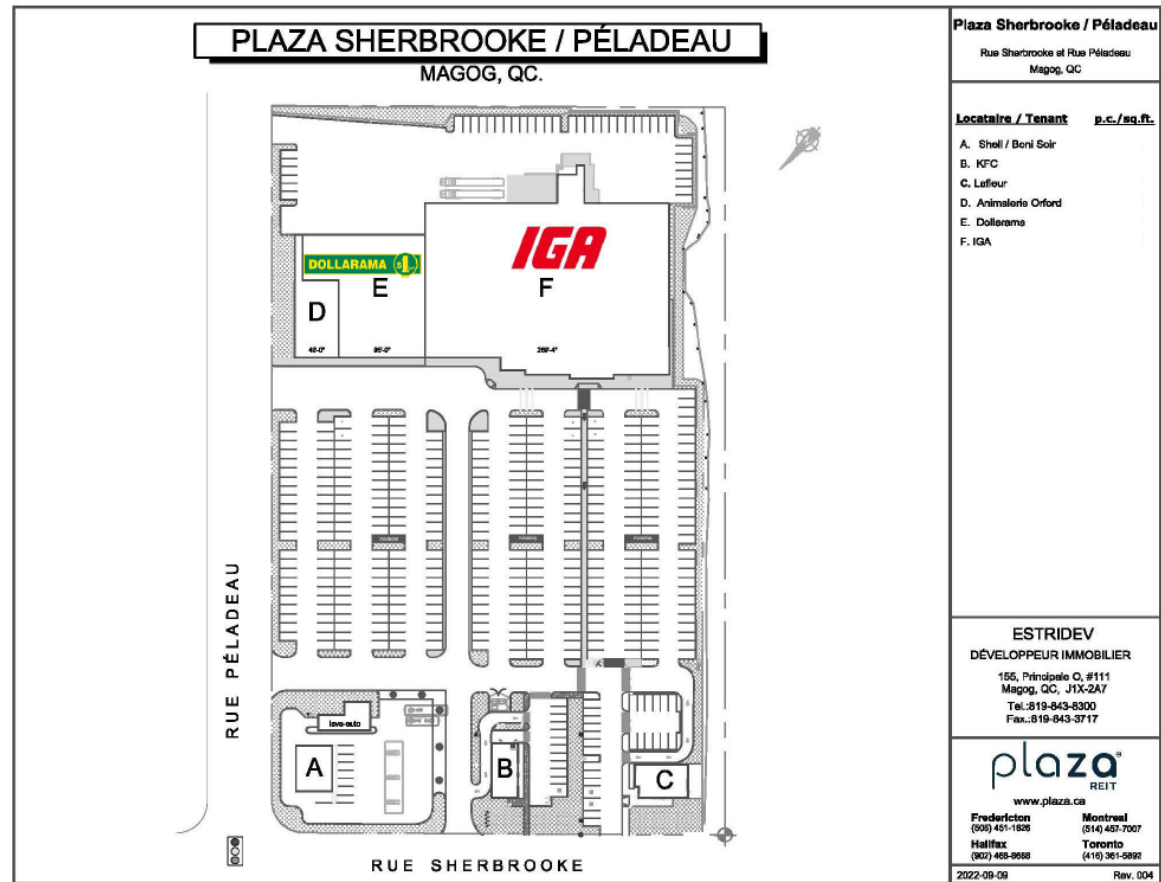 PLAZA SHERBROOKE / PÉLADEAU
MAGOG, QC.
IGA
DOLLARAMA $1
E
F
D
RUE PÉLADEAU
lave-auto
A
B
C
RUE SHERBROOKE
Plaza Sherbrooke / Péladeau
Rue Sherbrooke et Rue Péladeau
Magog, QC
Locataire / Tenant p.c./sq.ft.
A. Shell / Boni Soir
B. KFC
C. Lafleur
D. Animalerie Orford
E. Dollarama
F. IGA
ESTRIDEV
DÉVELOPPEUR IMMOBILIER
155, Principale O, #111
Magog, QC, J1X-2A7
Tel.:819-843-8300
Fax.:819-843-3717
plaza
REIT
www.plaza.ca
Fredericton Montreal
(506) 451-1826 (514) 457-7007
Halifax Toronto
(902) 468-8688 (416) 361-5892
2022-09-09 Rev. 004